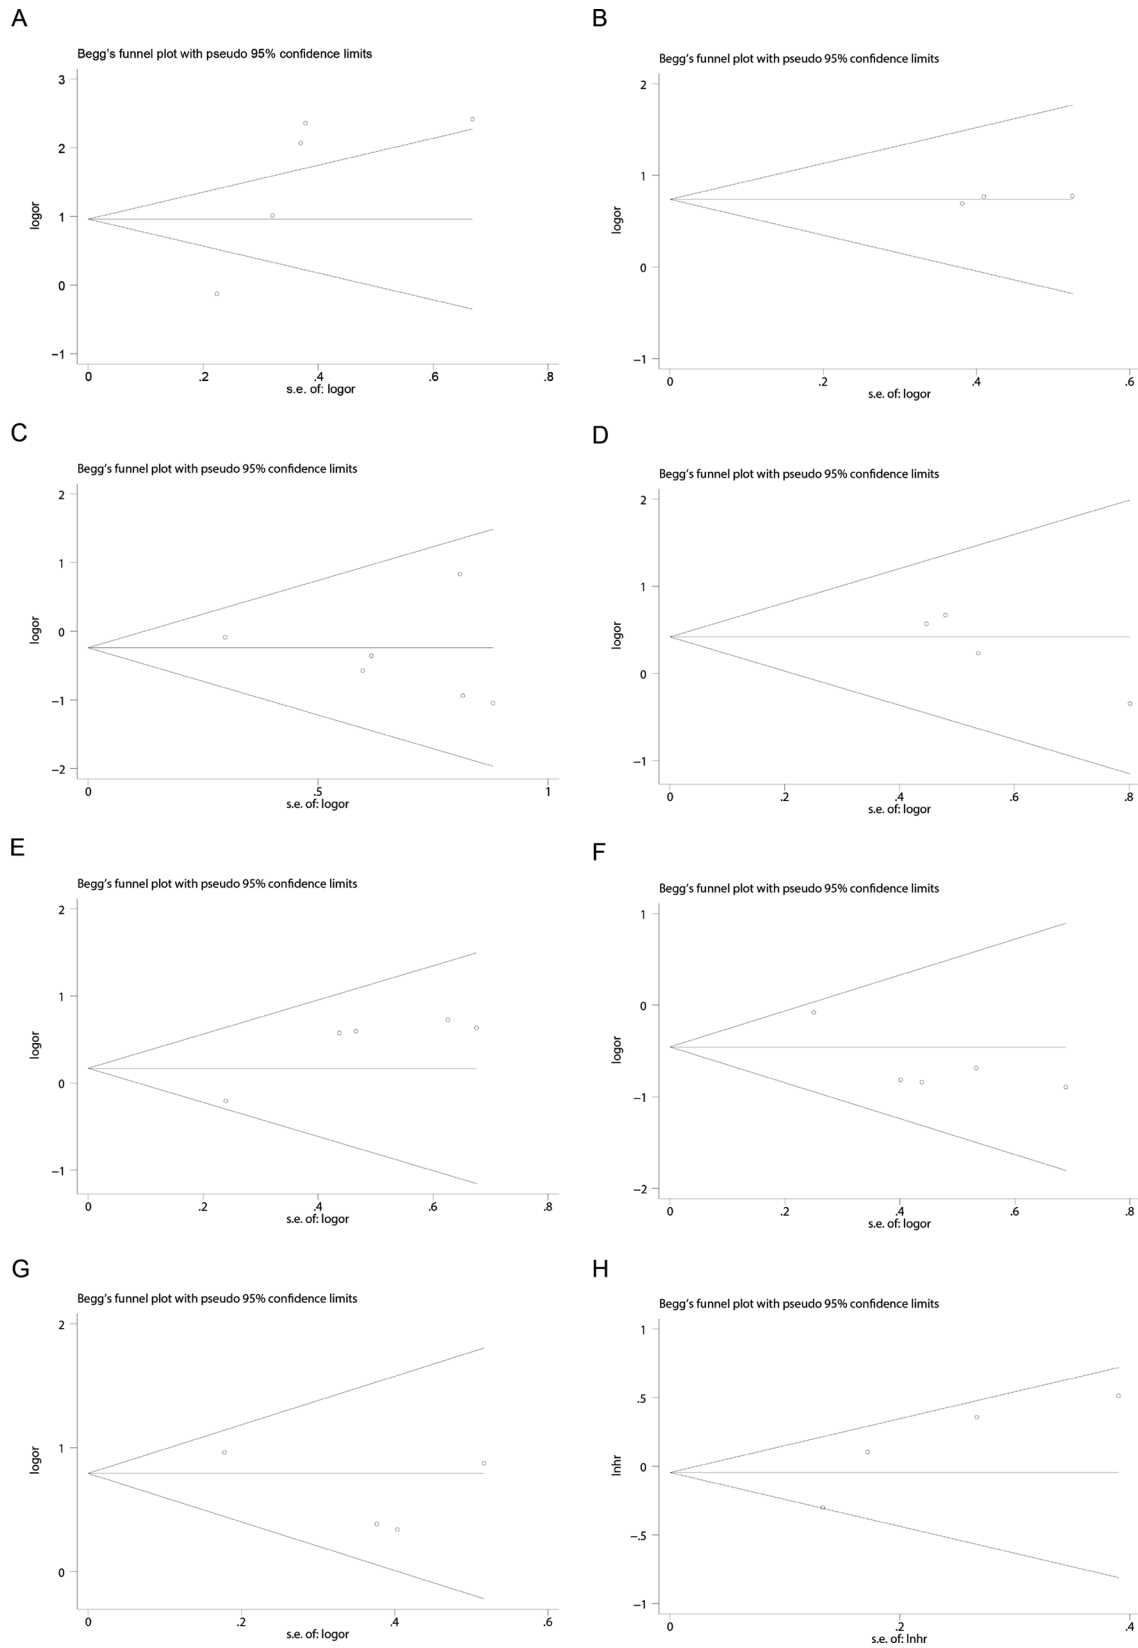 A
Begg's funnel plot with pseudo 95% confidence limits
3
2
1
0
−1
logor
0 .2 .4 .6 .8
s.e. of: logor
B
Begg's funnel plot with pseudo 95% confidence limits
2
1
0
−1
logor
0 .2 .4 .6
s.e. of: logor
C
Begg's funnel plot with pseudo 95% confidence limits
2
1
0
−1
−2
logor
0 .5 1
s.e. of: logor
D
Begg's funnel plot with pseudo 95% confidence limits
2
1
0
−1
logor
0 .2 .4 .6 .8
s.e. of: logor
E
Begg's funnel plot with pseudo 95% confidence limits
2
1
0
−1
logor
0 .2 .4 .6 .8
s.e. of: logor
F
Begg's funnel plot with pseudo 95% confidence limits
1
0
−1
−2
logor
0 .2 .4 .6 .8
s.e. of: logor
G
Begg's funnel plot with pseudo 95% confidence limits
2
1
0
logor
0 .2 .4 .6
s.e. of: logor
H
Begg's funnel plot with pseudo 95% confidence limits
1
.5
0
−.5
−1
lnhr
0 .2 .4
s.e. of: lnhr